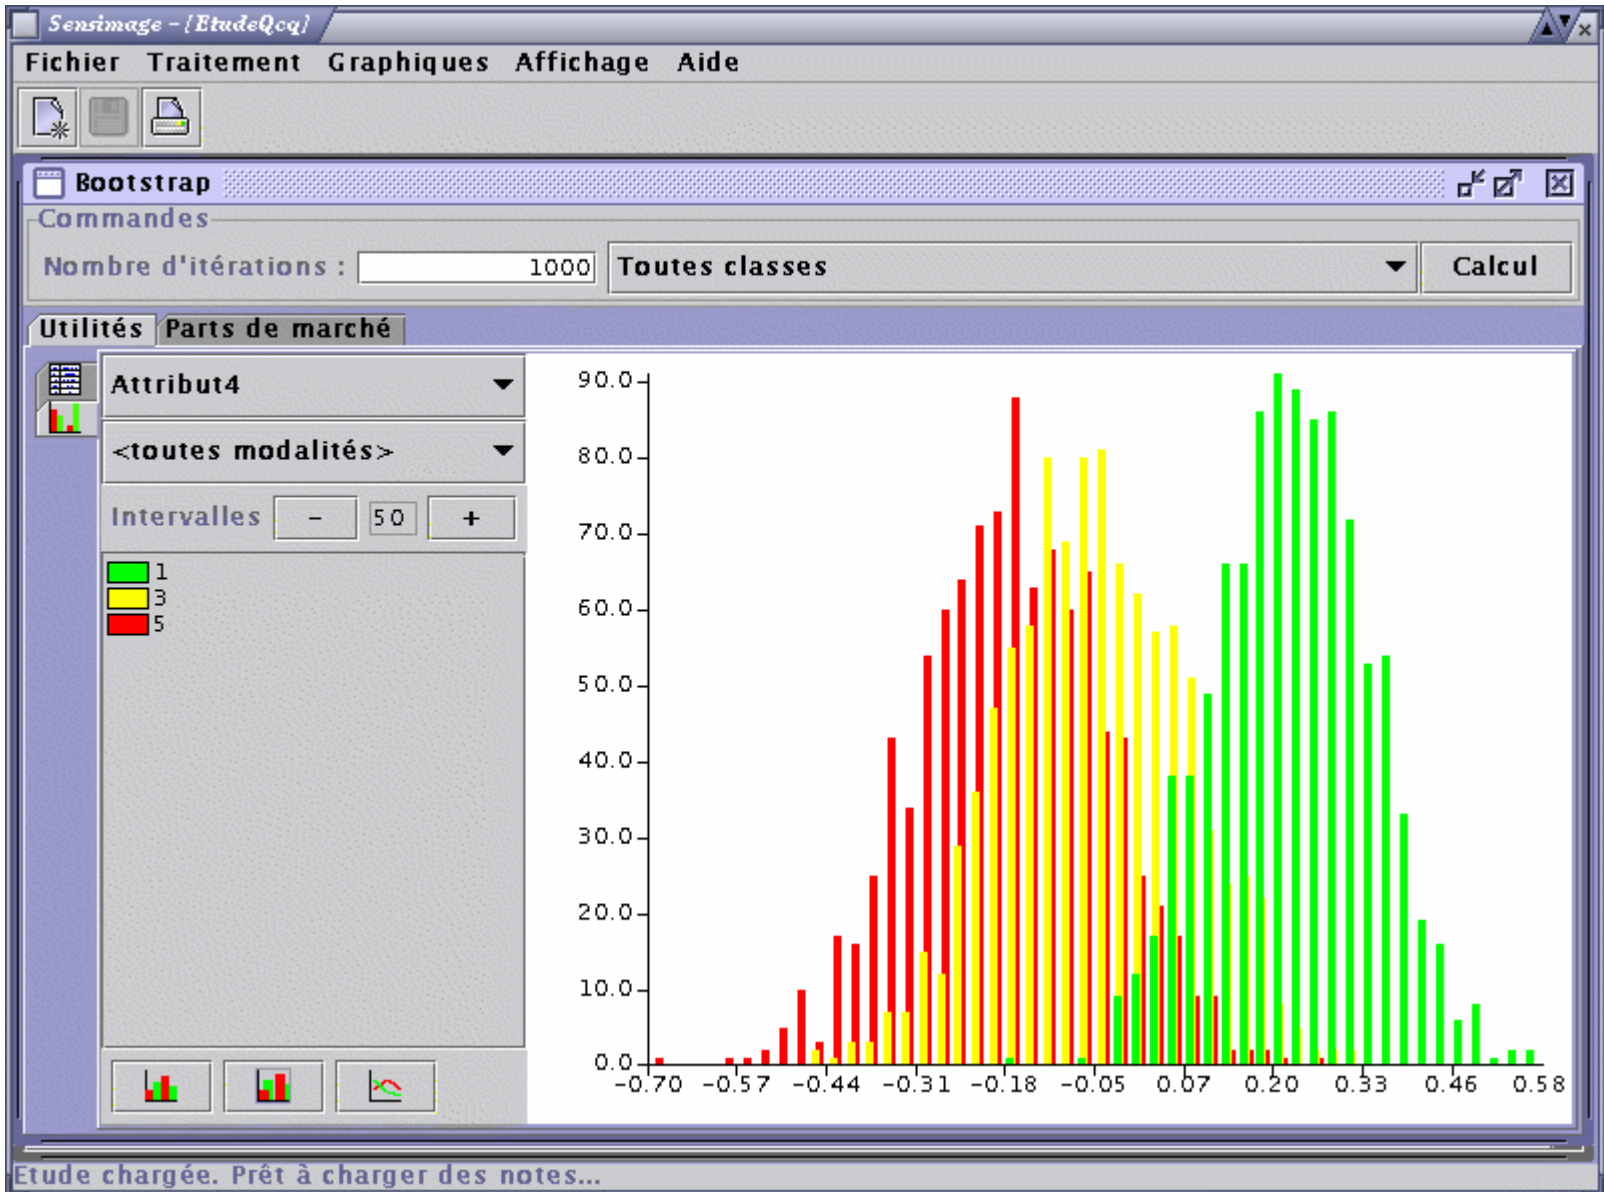 Sensimage - [EtudeQcq]
Fichier Traitement Graphiques Affichage Aide
Bootstrap
Commandes
Nombre d'itérations : 1000 Toutes classes Calcul
Utilités Parts de marché
Attribut4
<toutes modalités>
Intervalles - 50 +
1
3
5
90.0
80.0
70.0
60.0
50.0
40.0
30.0
20.0
10.0
0.0
-0.70 -0.57 -0.44 -0.31 -0.18 -0.05 0.07 0.20 0.33 0.46 0.58
Etude chargée. Prêt à charger des notes...